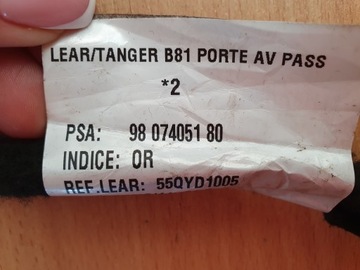 LEAR/TANGER B81 PORTE AV PASS
*2
PSA: 98 074051 80
INDICE: OR
REF.LEAR: 55QYD1005